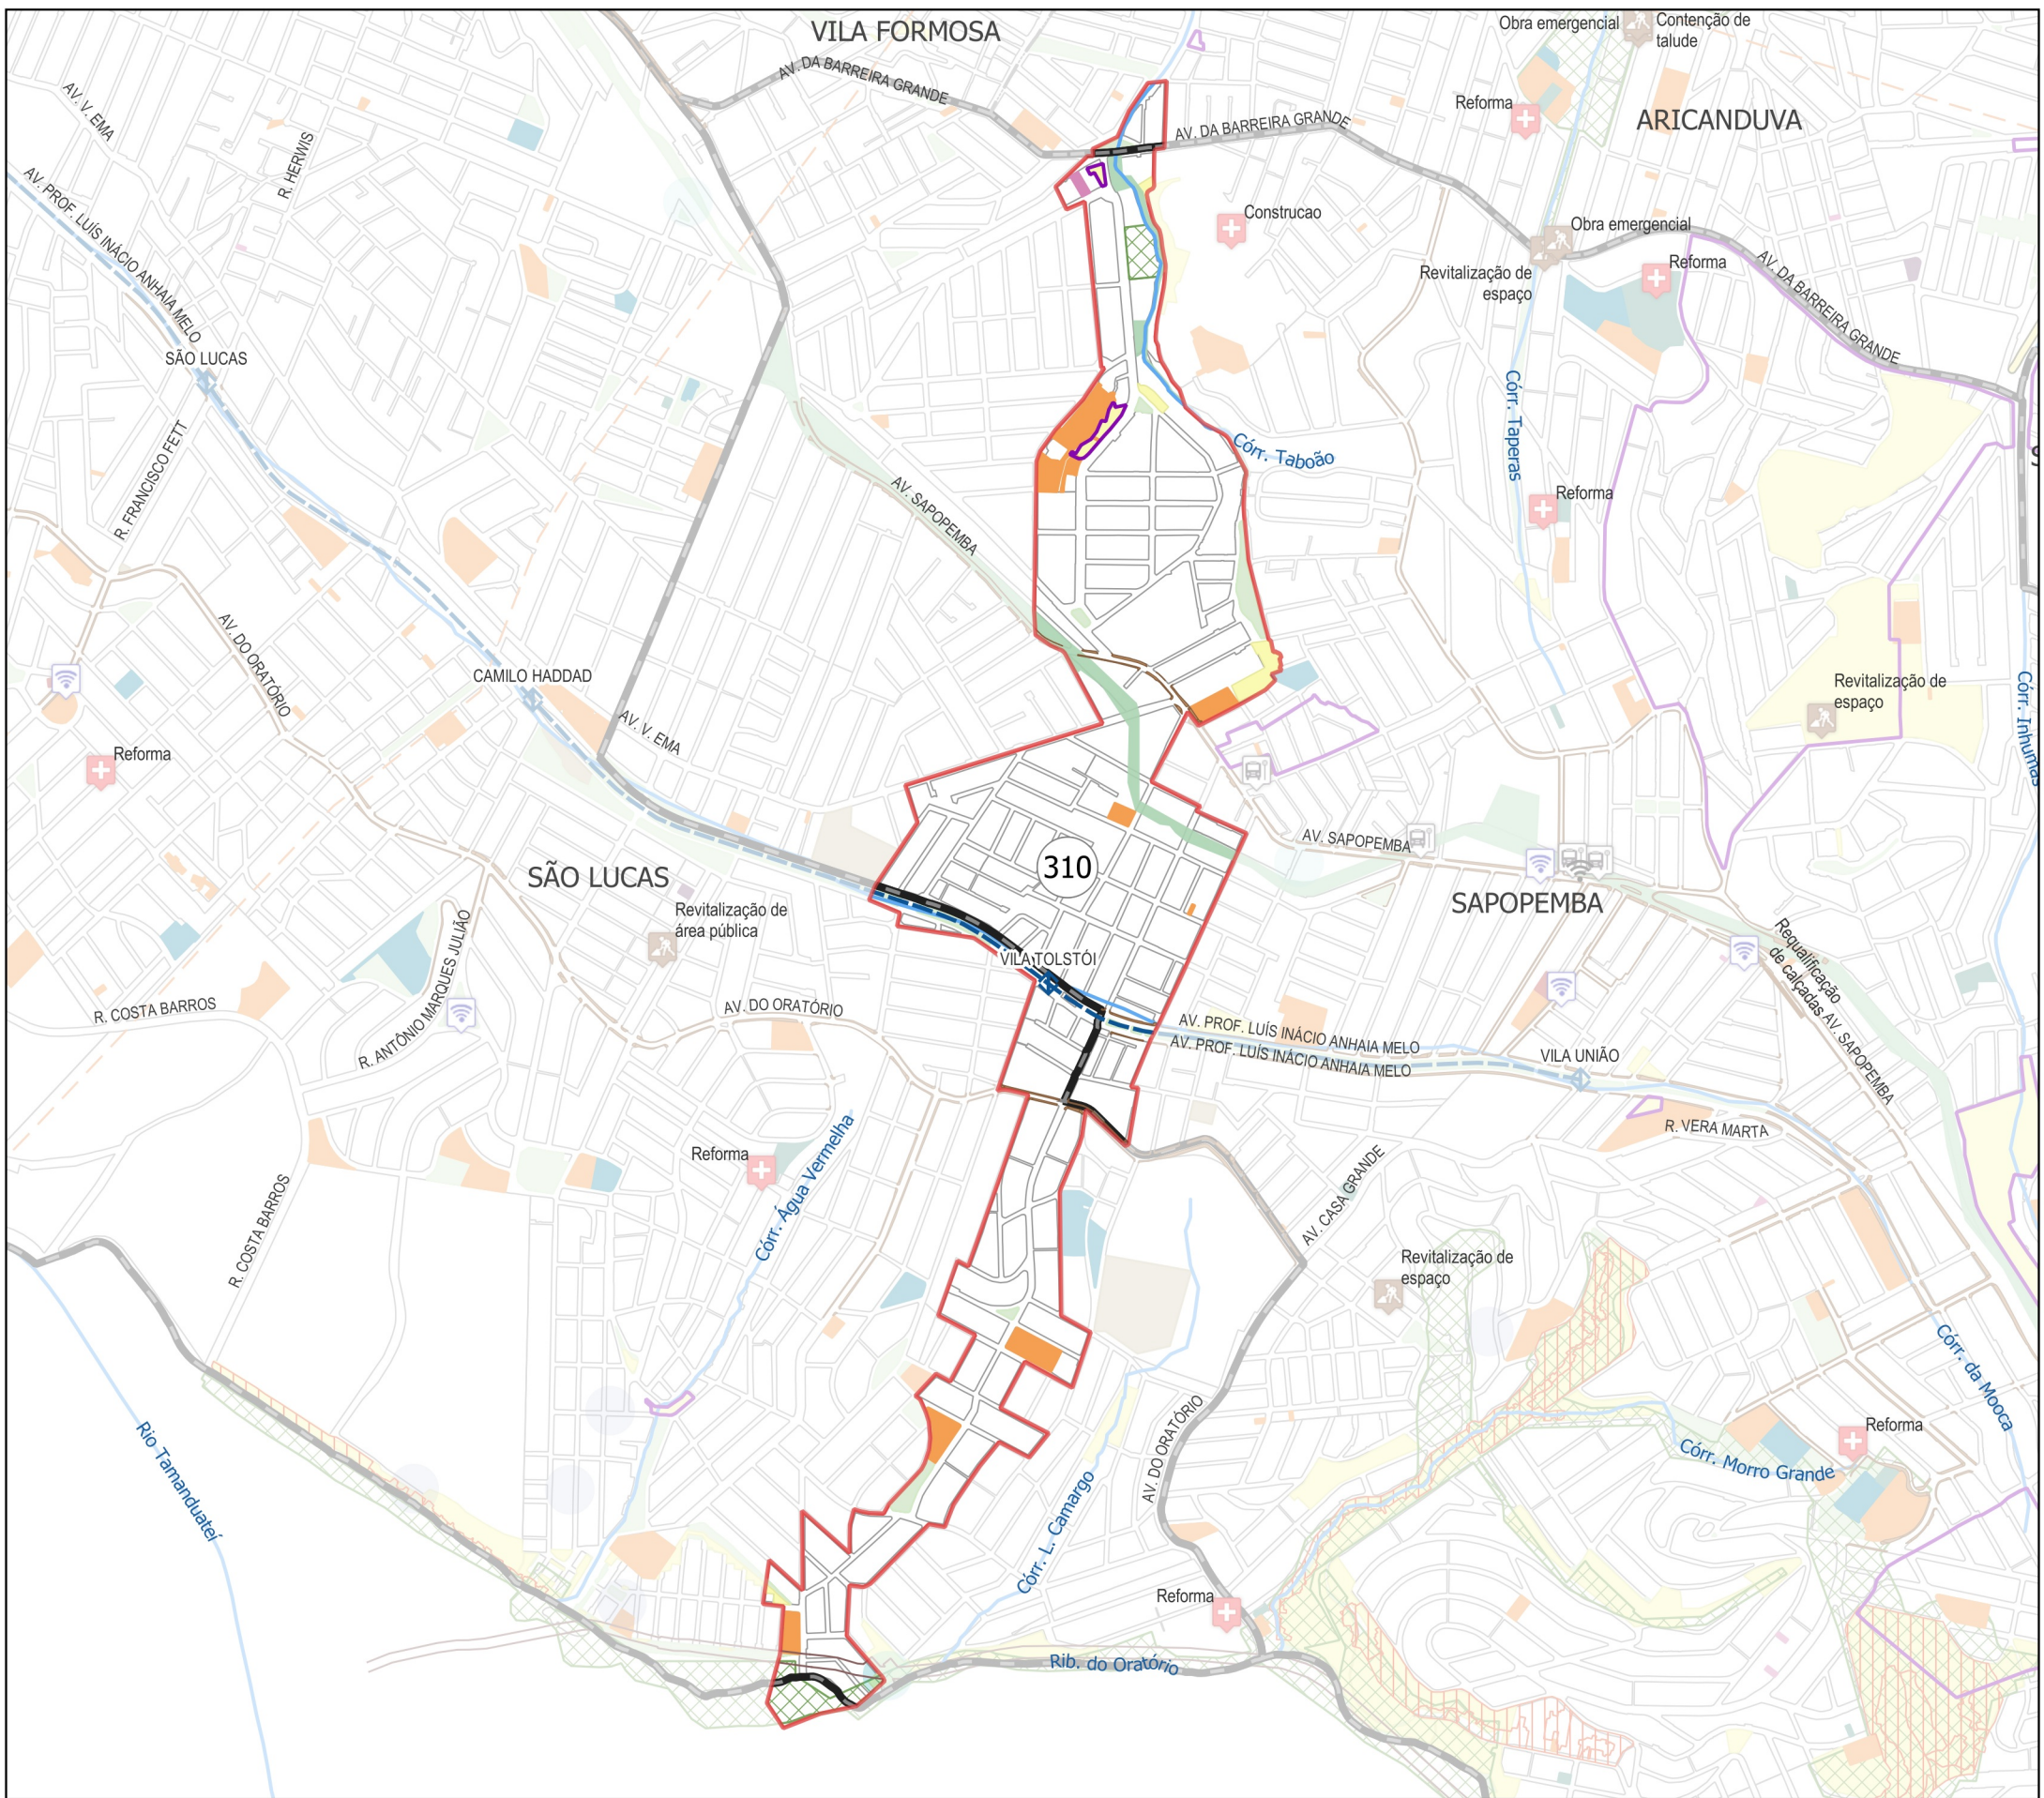 VILA FORMOSA
Obra emergencial
Contenção de
talude
AV. DA BARREIRA GRANDE
AV. V. EMA
Reforma
ARICANDUVA
AV. DA BARREIRA GRANDE
R. HERWIS
AV. PROF. LUÍS INÁCIO ANHAIA MELO
Construcao
Obra emergencial
Revitalização de
espaço
Reforma
AV. DA BARREIRA GRANDE
SÃO LUCAS
Córr. Taperas
R. FRANCISCO FETT
Córr. Taboão
S
AV. SAPOPEMBA
Reforma
AV. DO ORATÓRIO
CAMILO HADDAD
Revitalização de
espaço
Córr. Inhumas
AV. V. EMA
Reforma
AV. SAPOPEMBA
310
SÃO LUCAS
SAPOPEMBA
Revitalização de
área pública
Requalificação
de calçadas
VILA TOLSTÓI
R. ANTÔNIO MARQUES JULIÃO
R. COSTA BARROS
AV. DO ORATÓRIO
AV. PROF. LUÍS INÁCIO ANHAIA MELO
AV. PROF. LUÍS INÁCIO ANHAIA MELO
VILA UNIÃO
AV. SAPOPEMBA
R. VERA MARTA
Reforma
Córr. Água Vermelha
AV. CASA GRANDE
R. COSTA BARROS
Revitalização de
espaço
Córr. da Mooca
Rio Tamanduateí
AV. DO ORATÓRIO
Reforma
Córr. Morro Grande
Córr. L. Camargo
Reforma
Rib. do Oratório